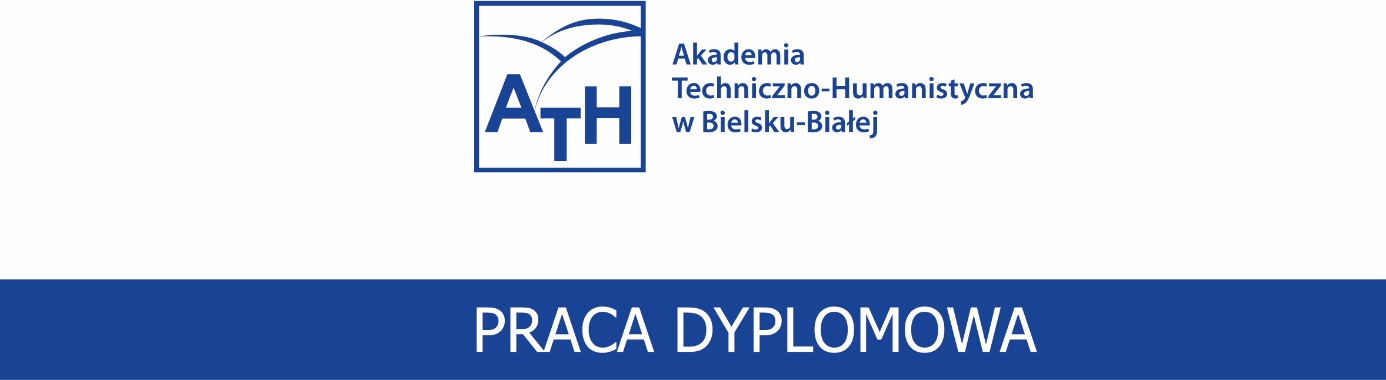 ATH
Akademia
Techniczno-Humanistyczna
w Bielsku-Białej
PRACA DYPLOMOWA